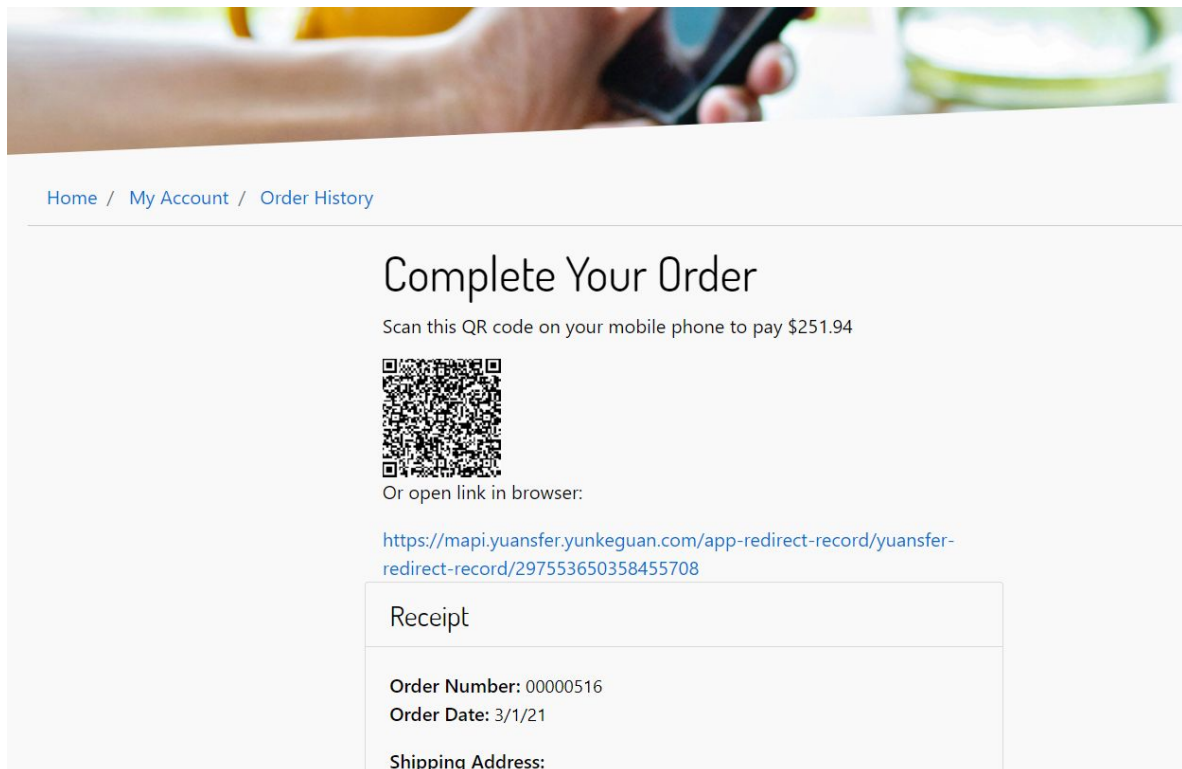 Home / My Account / Order History
Complete Your Order
Scan this QR code on your mobile phone to pay $251.94
Or open link in browser:
https://mapi.yuansfer.yunkeguan.com/app-redirect-record/yuansfer-
redirect-record/297553650358455708
Receipt
Order Number: 00000516
Order Date: 3/1/21
Shipping Address: